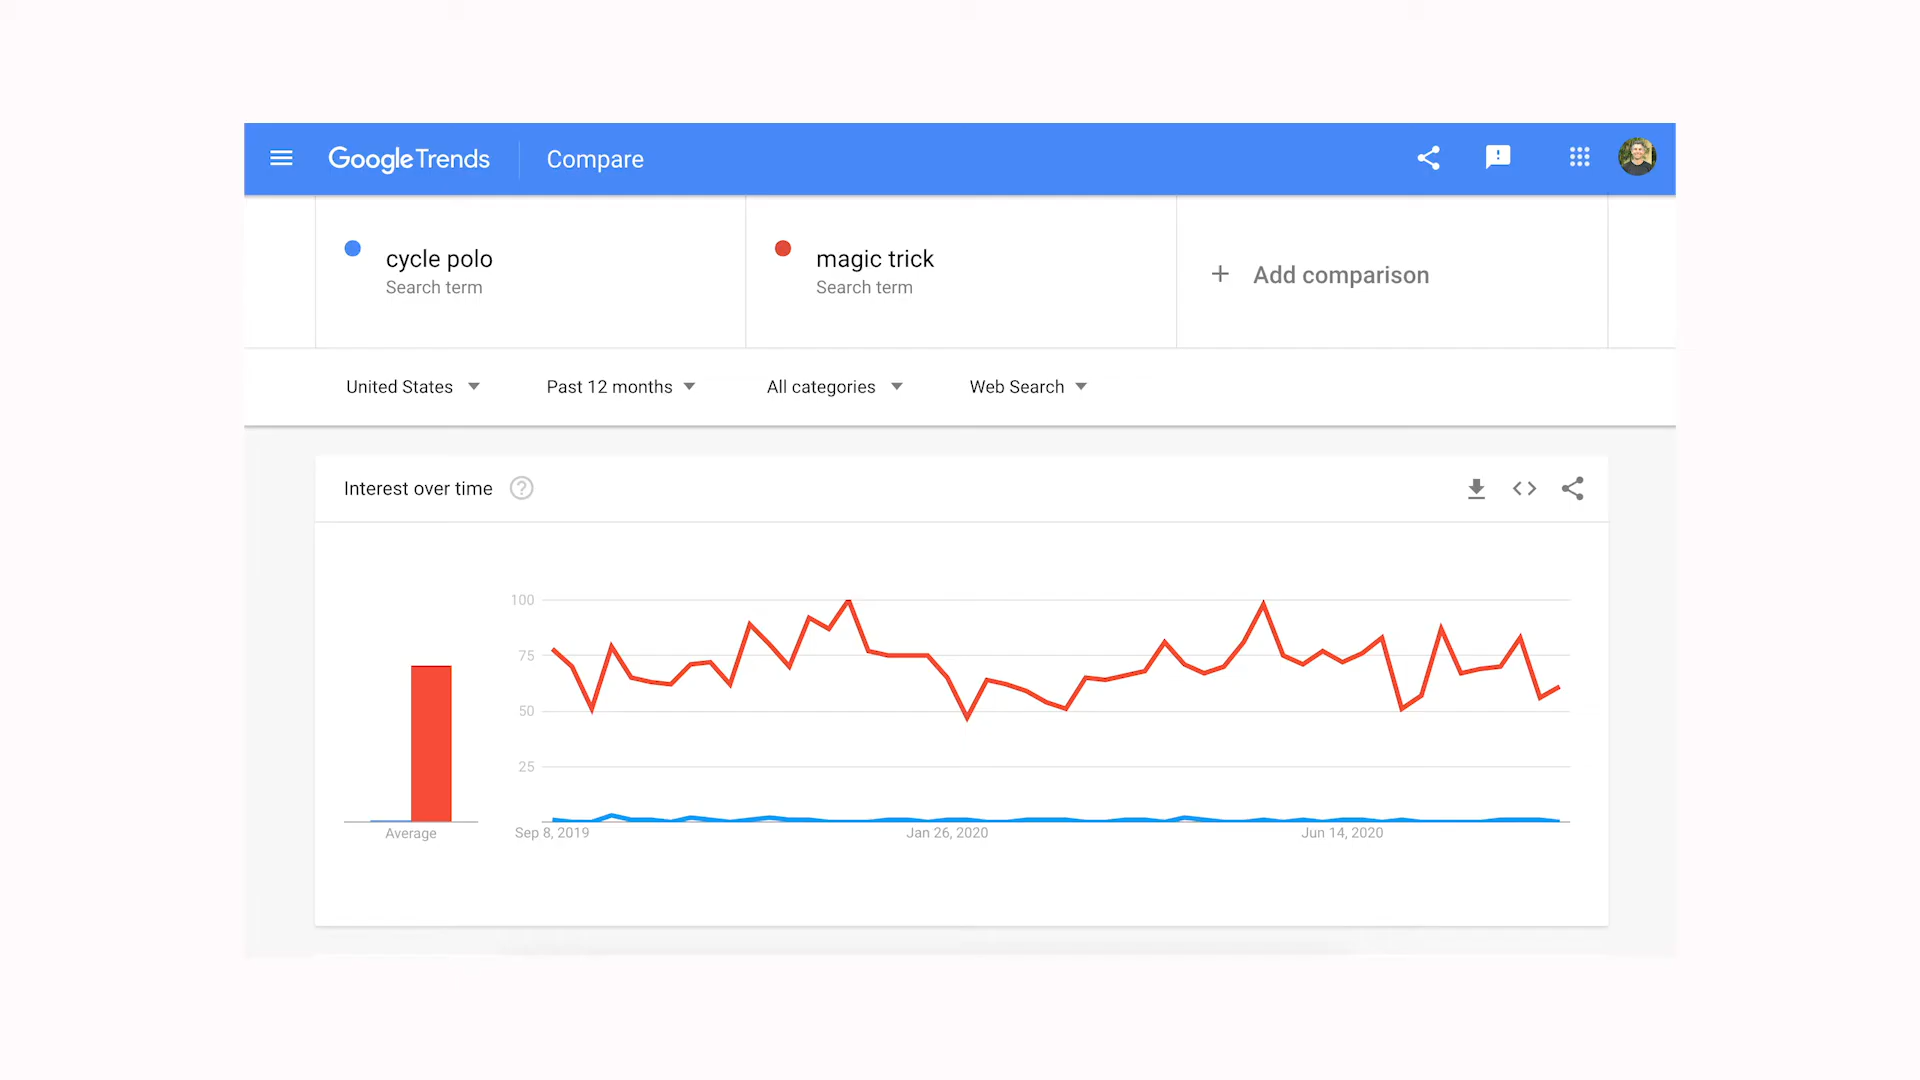 Google Trends Compare
cycle polo
Search term
magic trick
Search term
+ Add comparison
United States Past 12 months All categories Web Search
Interest over time ?
100
75
50
25
Average
Sep 8, 2019 Jan 26, 2020 Jun 14, 2020